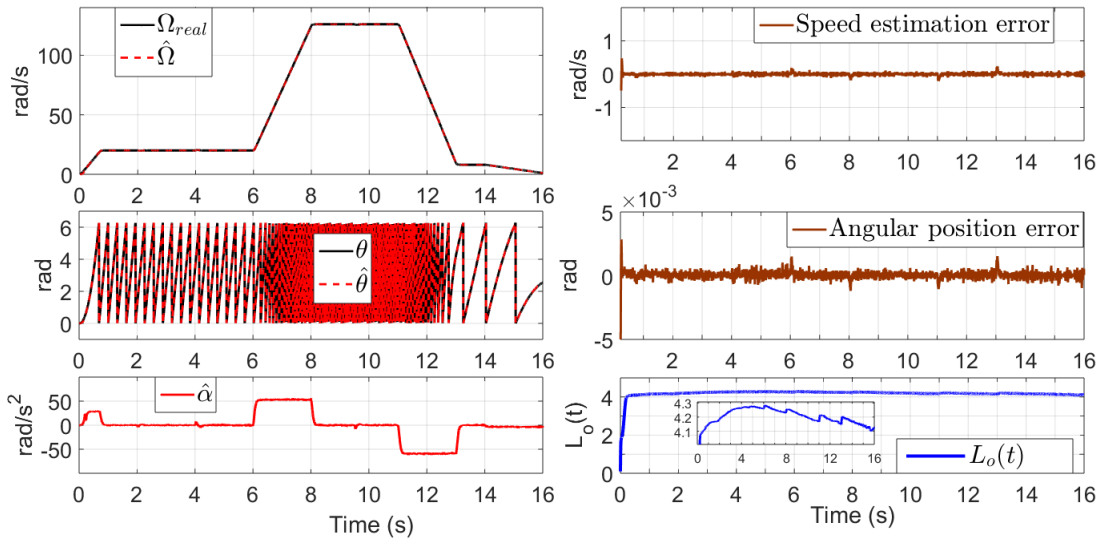 Ω_real
Ω̂
rad/s
100
50
0
0 2 4 6 8 10 12 14 16
θ
θ̂
rad
6
4
2
0
0 2 4 6 8 10 12 14 16
α̂
rad/s²
50
0
-50
0 2 4 6 8 10 12 14 16
Time (s)
Speed estimation error
rad/s
1
0
-1
2 4 6 8 10 12 14 16
×10⁻³
Angular position error
rad
5
0
-5
2 4 6 8 10 12 14 16
L_o(t)
4
2
0
4.3
4.2
4.1
0 4 8 12 16
L_o(t)
0 2 4 6 8 10 12 14 16
Time (s)